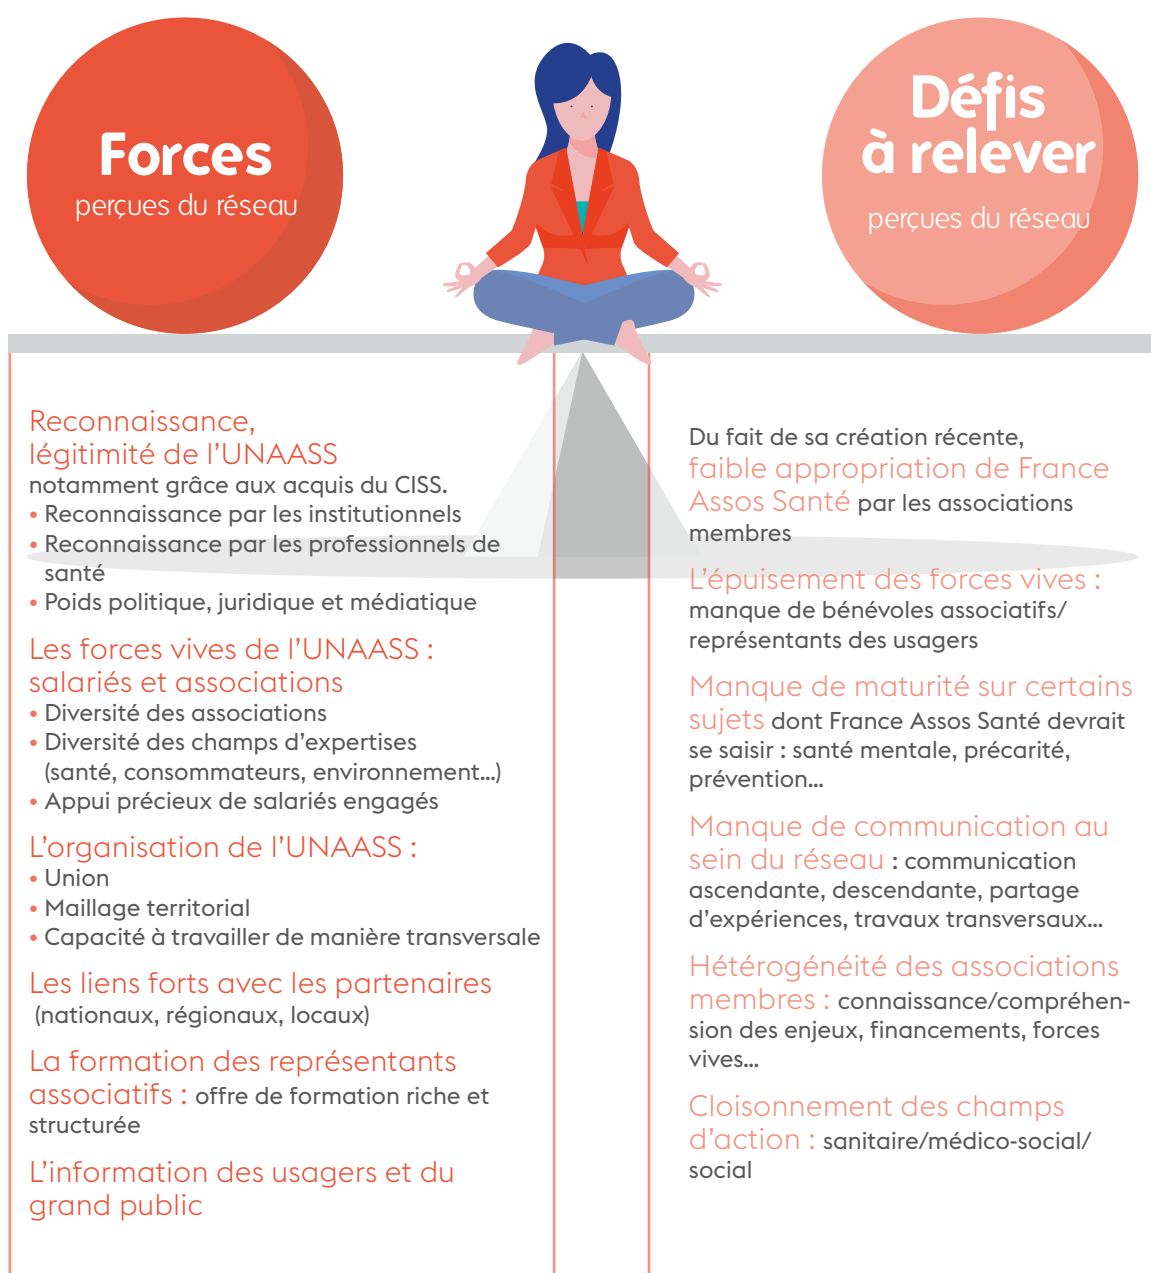 Forces
perçues du réseau
Défis
à relever
perçues du réseau
Reconnaissance,
légitimité de l'UNAASS
notamment grâce aux acquis du CISS.
• Reconnaissance par les institutionnels
• Reconnaissance par les professionnels de
santé
• Poids politique, juridique et médiatique
Les forces vives de l'UNAASS :
salariés et associations
• Diversité des associations
• Diversité des champs d'expertises
(santé, consommateurs, environnement...)
• Appui précieux de salariés engagés
L'organisation de l'UNAASS :
• Union
• Maillage territorial
• Capacité à travailler de manière transversale
Les liens forts avec les partenaires
(nationaux, régionaux, locaux)
La formation des représentants
associatifs : offre de formation riche et
structurée
L'information des usagers et du
grand public
Du fait de sa création récente,
faible appropriation de France
Assos Santé par les associations
membres
L'épuisement des forces vives :
manque de bénévoles associatifs/
représentants des usagers
Manque de maturité sur certains
sujets dont France Assos Santé devrait
se saisir : santé mentale, précarité,
prévention...
Manque de communication au
sein du réseau : communication
ascendante, descendante, partage
d'expériences, travaux transversaux...
Hétérogénéité des associations
membres : connaissance/compréhen-
sion des enjeux, financements, forces
vives...
Cloisonnement des champs
d'action : sanitaire/médico-social/
social